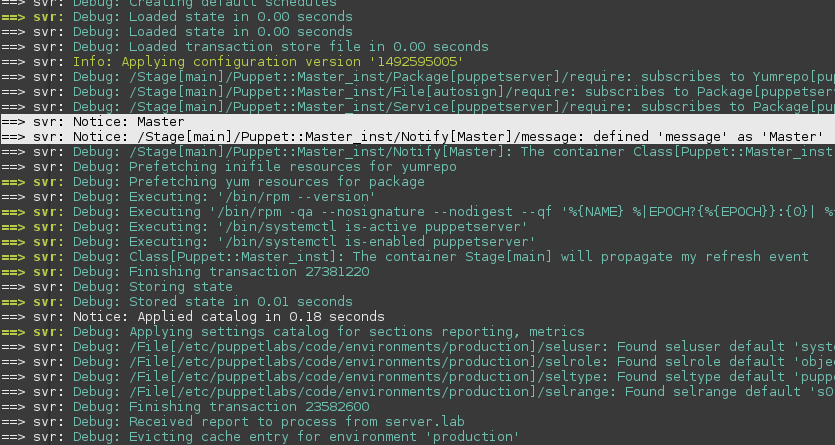 ==> svr: Debug: Creating default schedules
==> svr: Debug: Loaded state in 0.00 seconds
==> svr: Debug: Loaded state in 0.00 seconds
==> svr: Debug: Loaded transaction store file in 0.00 seconds
==> svr: Info: Applying configuration version '1492595005'
==> svr: Debug: /Stage[main]/Puppet::Master_inst/Package[puppetserver]/require: subscribes to Yumrepo[pup
==> svr: Debug: /Stage[main]/Puppet::Master_inst/File[autosign]/require: subscribes to Package[puppetser
==> svr: Debug: /Stage[main]/Puppet::Master_inst/Service[puppetserver]/require: subscribes to Package[pu
==> svr: Notice: Master
==> svr: Notice: /Stage[main]/Puppet::Master_inst/Notify[Master]/message: defined 'message' as 'Master'
==> svr: Debug: /Stage[main]/Puppet::Master_inst/Notify[Master]: The container Class[Puppet::Master_inst
==> svr: Debug: Prefetching inifile resources for yumrepo
==> svr: Debug: Prefetching yum resources for package
==> svr: Debug: Executing: '/bin/rpm --version'
==> svr: Debug: Executing '/bin/rpm -qa --nosignature --nodigest --qf '%{NAME} %|EPOCH?{%{EPOCH}}:{0}| %
==> svr: Debug: Executing: '/bin/systemctl is-active puppetserver'
==> svr: Debug: Executing: '/bin/systemctl is-enabled puppetserver'
==> svr: Debug: Class[Puppet::Master_inst]: The container Stage[main] will propagate my refresh event
==> svr: Debug: Finishing transaction 27381220
==> svr: Debug: Storing state
==> svr: Debug: Stored state in 0.01 seconds
==> svr: Notice: Applied catalog in 0.18 seconds
==> svr: Debug: Applying settings catalog for sections reporting, metrics
==> svr: Debug: /File[/etc/puppetlabs/code/environments/production]/seluser: Found seluser default 'syst
==> svr: Debug: /File[/etc/puppetlabs/code/environments/production]/selrole: Found selrole default 'obje
==> svr: Debug: /File[/etc/puppetlabs/code/environments/production]/seltype: Found seltype default 'pupp
==> svr: Debug: /File[/etc/puppetlabs/code/environments/production]/selrange: Found selrange default 's0
==> svr: Debug: Finishing transaction 23582600
==> svr: Debug: Received report to process from server.lab
==> svr: Debug: Evicting cache entry for environment 'production'